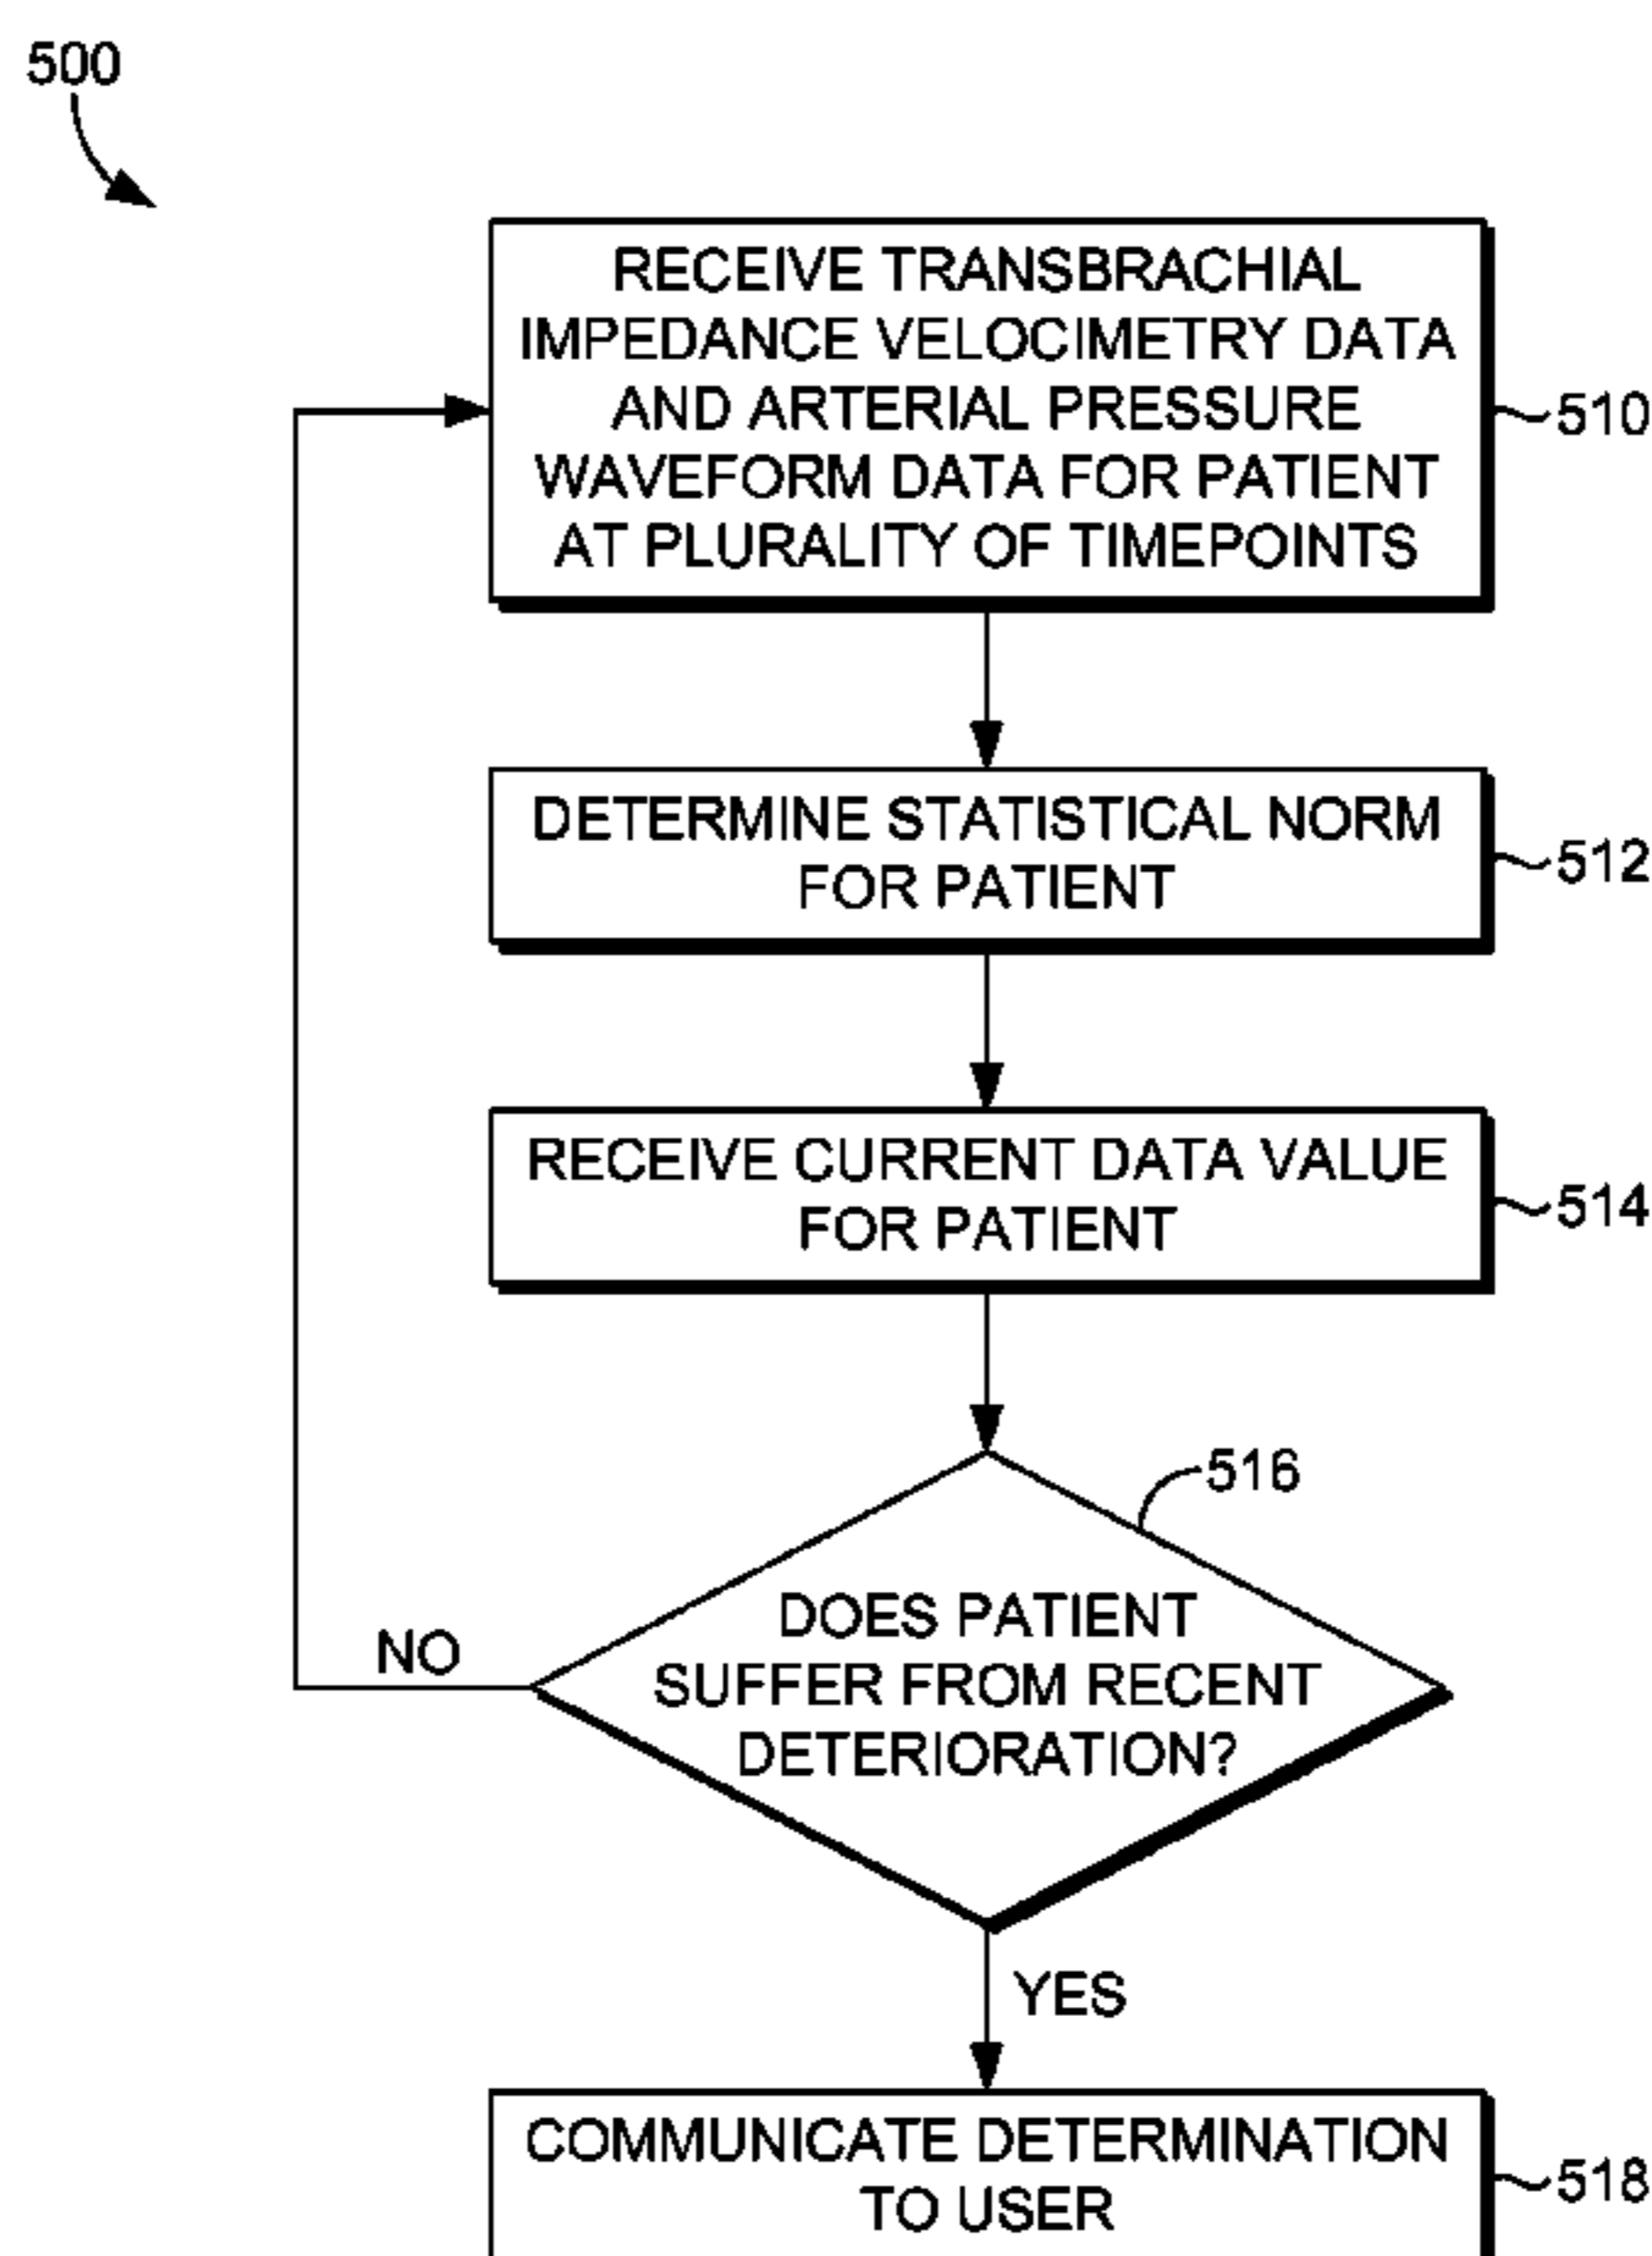 500
RECEIVE TRANSBRACHIAL
IMPEDANCE VELOCIMETRY DATA
AND ARTERIAL PRESSURE
WAVEFORM DATA FOR PATIENT
AT PLURALITY OF TIMEPOINTS
510
DETERMINE STATISTICAL NORM
FOR PATIENT
512
RECEIVE CURRENT DATA VALUE
FOR PATIENT
514
516
DOES PATIENT
SUFFER FROM RECENT
DETERIORATION?
NO
YES
COMMUNICATE DETERMINATION
TO USER
518